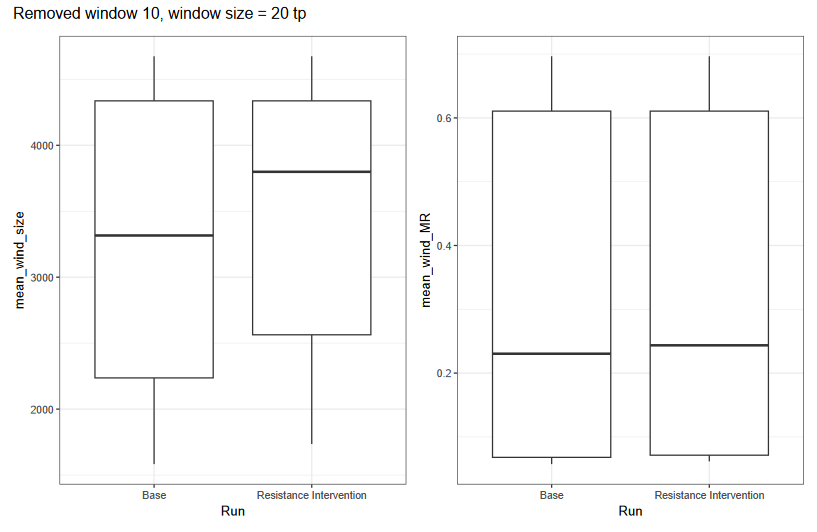 Removed window 10, window size = 20 tp
mean_wind_size
4000
3000
2000
Base
Resistance Intervention
Run
mean_wind_MR
0.6
0.4
0.2
Base
Resistance Intervention
Run